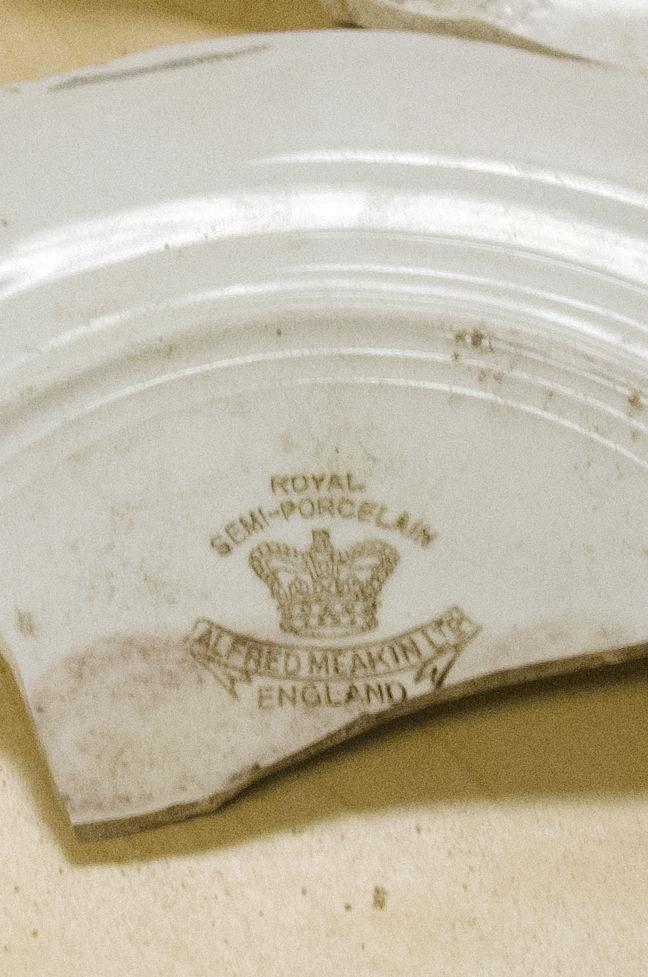 ROYAL
SEMI-PORCELAIN
ALFRED MEAKIN LTD
ENGLAND